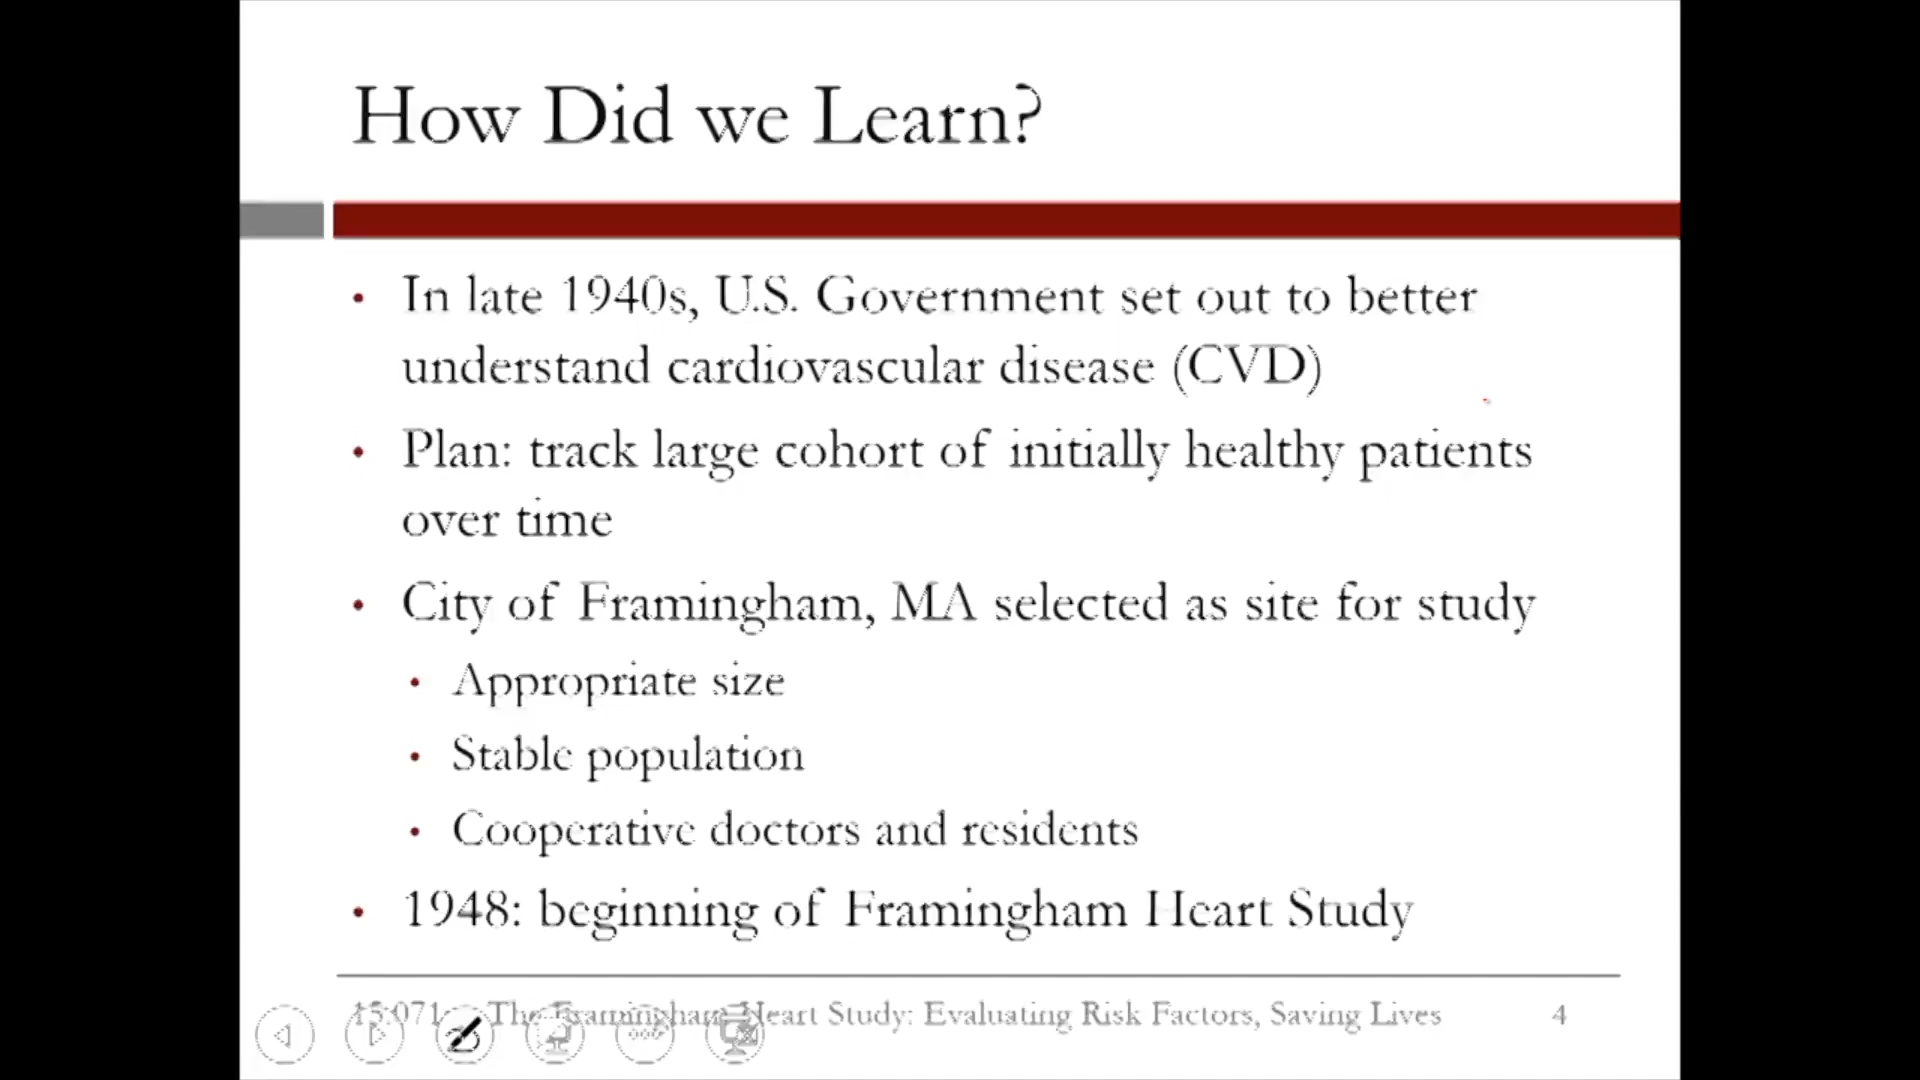 How Did we Learn?
• In late 1940s, U.S. Government set out to better
understand cardiovascular disease (CVD)
• Plan: track large cohort of initially healthy patients
over time
• City of Framingham, MA selected as site for study
• Appropriate size
• Stable population
• Cooperative doctors and residents
• 1948: beginning of Framingham Heart Study
15.071 The Framingham Heart Study: Evaluating Risk Factors, Saving Lives 4